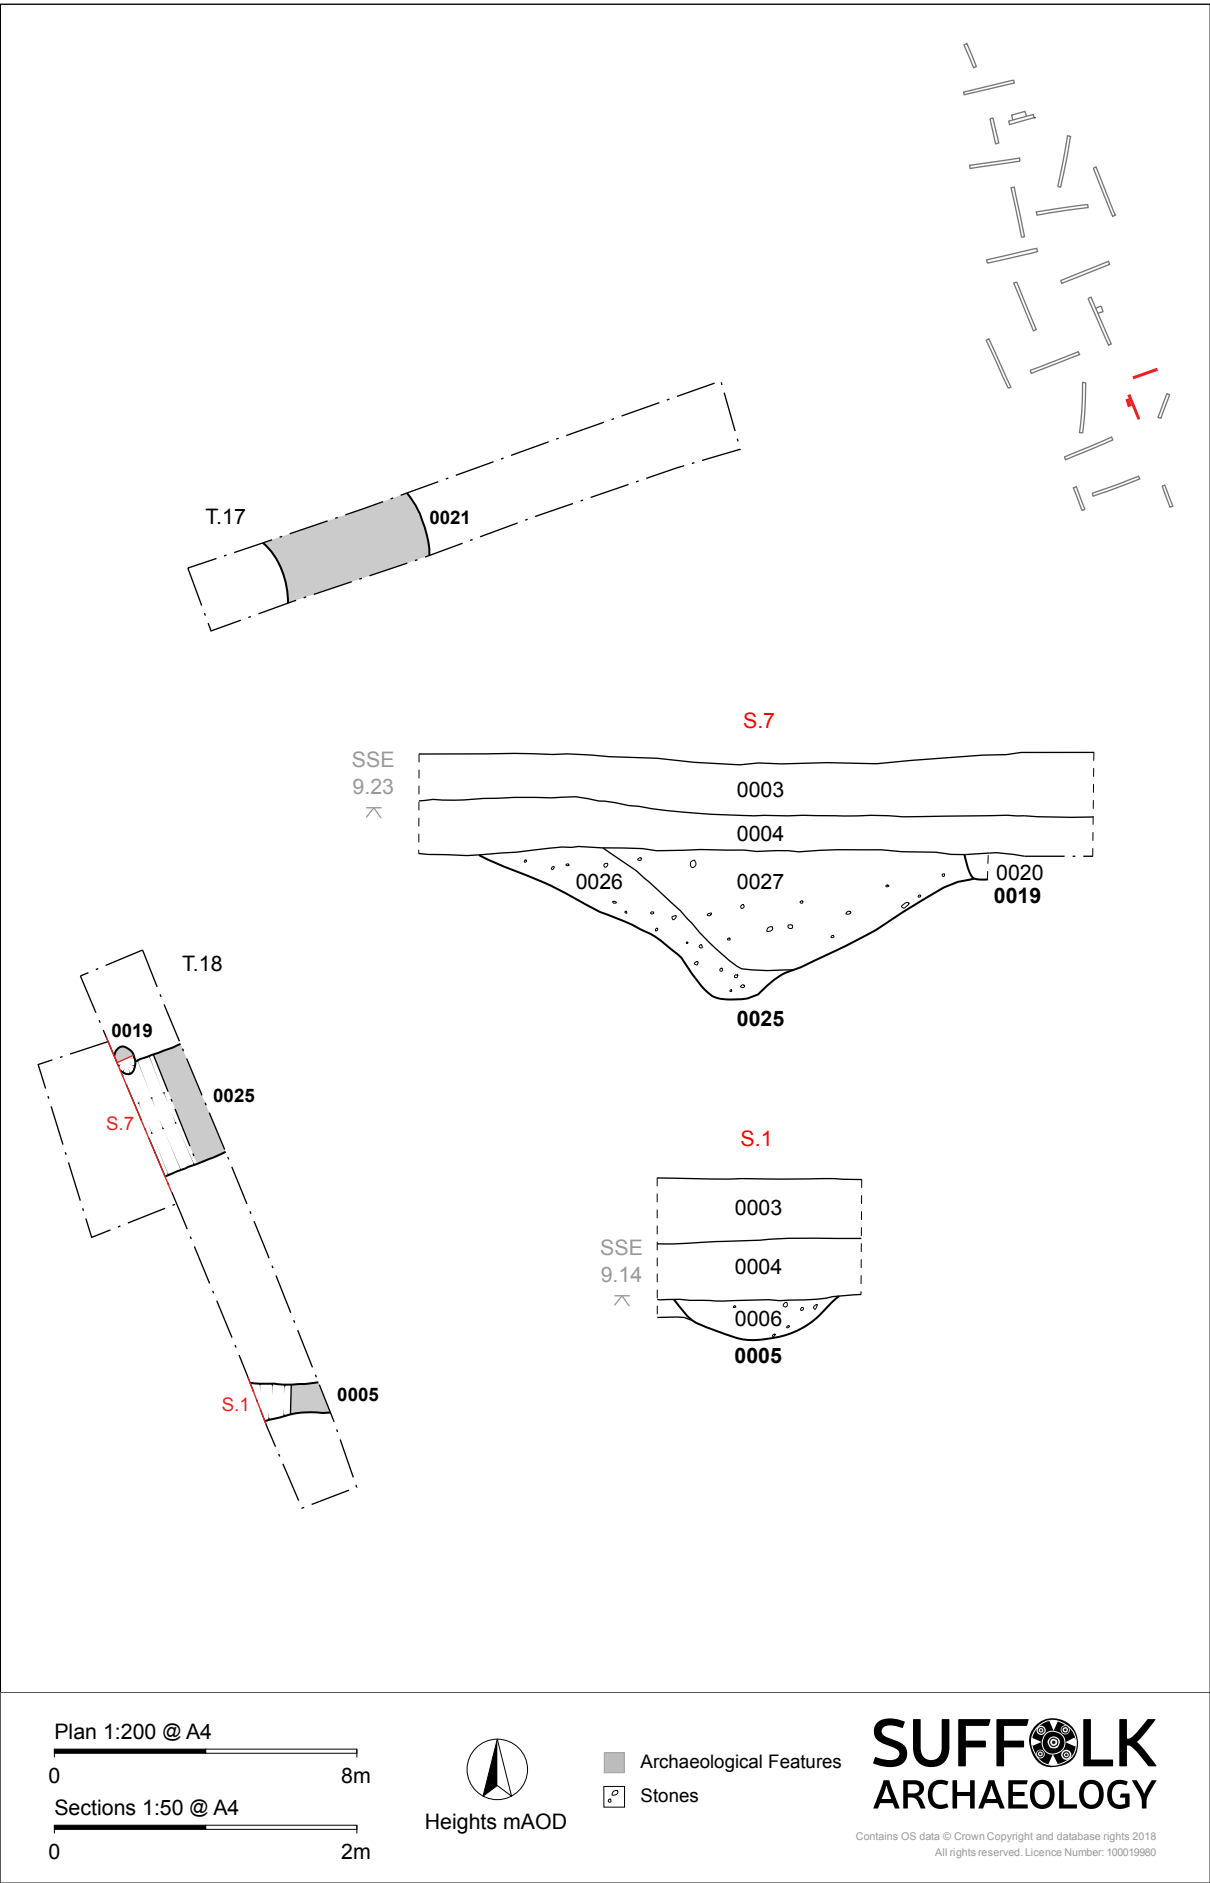 T.17
0021
S.7
SSE
9.23
0003
0004
0026
0027
0020
0019
0025
T.18
0019
0025
S.7
S.1
0003
SSE
9.14
0004
0006
0005
S.1
0005
Plan 1:200 @ A4
0 8m
Sections 1:50 @ A4
0 2m
Heights mAOD
Archaeological Features
Stones
SUFFOLK
ARCHAEOLOGY
Contains OS data © Crown Copyright and database rights 2018
All rights reserved. Licence Number: 100019980